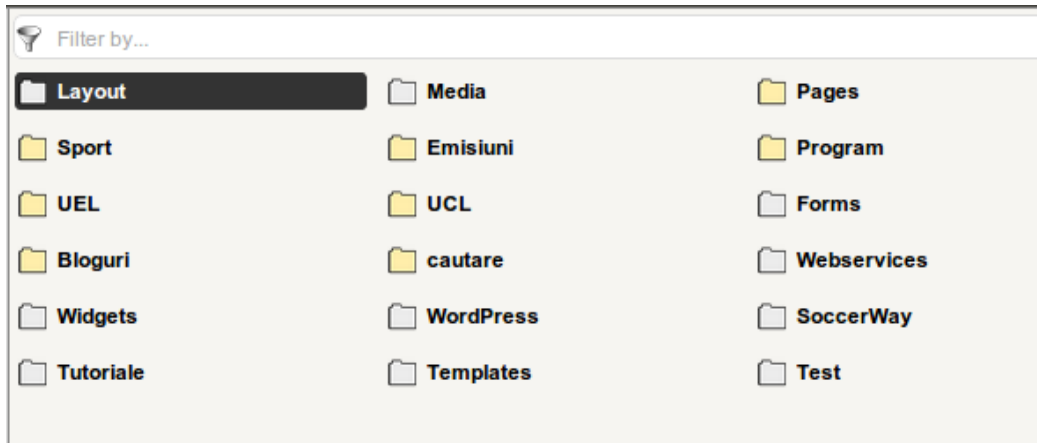 Filter by...
Layout Media Pages
Sport Emisiuni Program
UEL UCL Forms
Bloguri cautare Webservices
Widgets WordPress SoccerWay
Tutoriale Templates Test